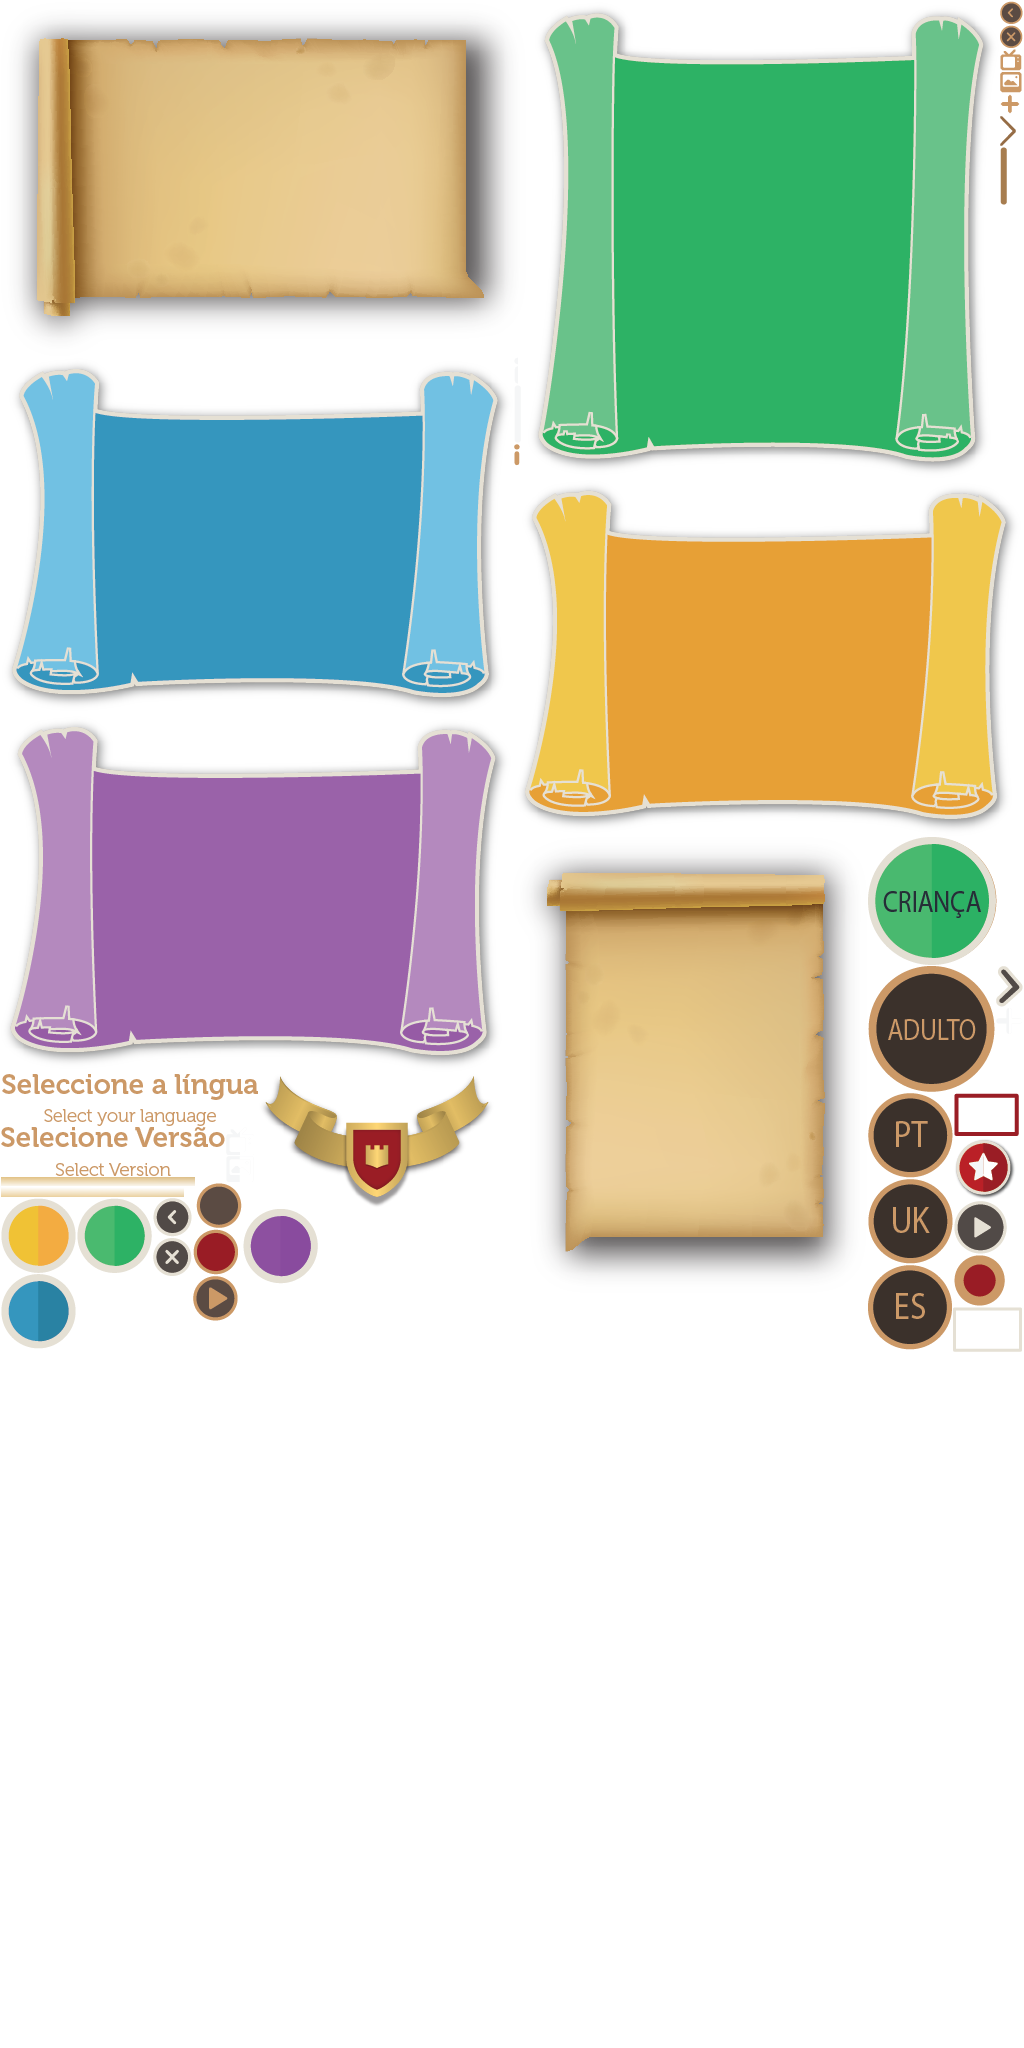 CRIANÇA
ADULTO
Seleccione a língua
Select your language
Selecione Versão
Select Version
PT
UK
ES